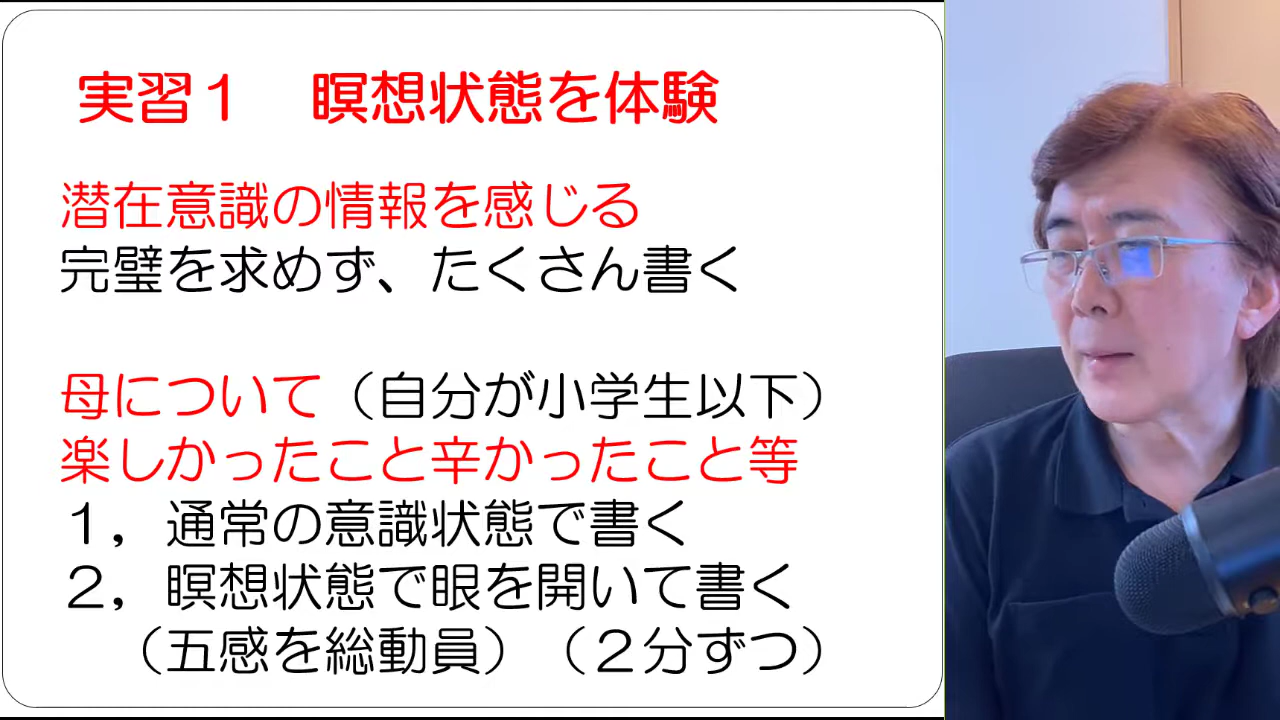 実習１　瞑想状態を体験
潜在意識の情報を感じる
完璧を求めず、たくさん書く
母について（自分が小学生以下）
楽しかったこと辛かったこと等
１，通常の意識状態で書く
２，瞑想状態で眼を開いて書く
（五感を総動員）（２分ずつ）